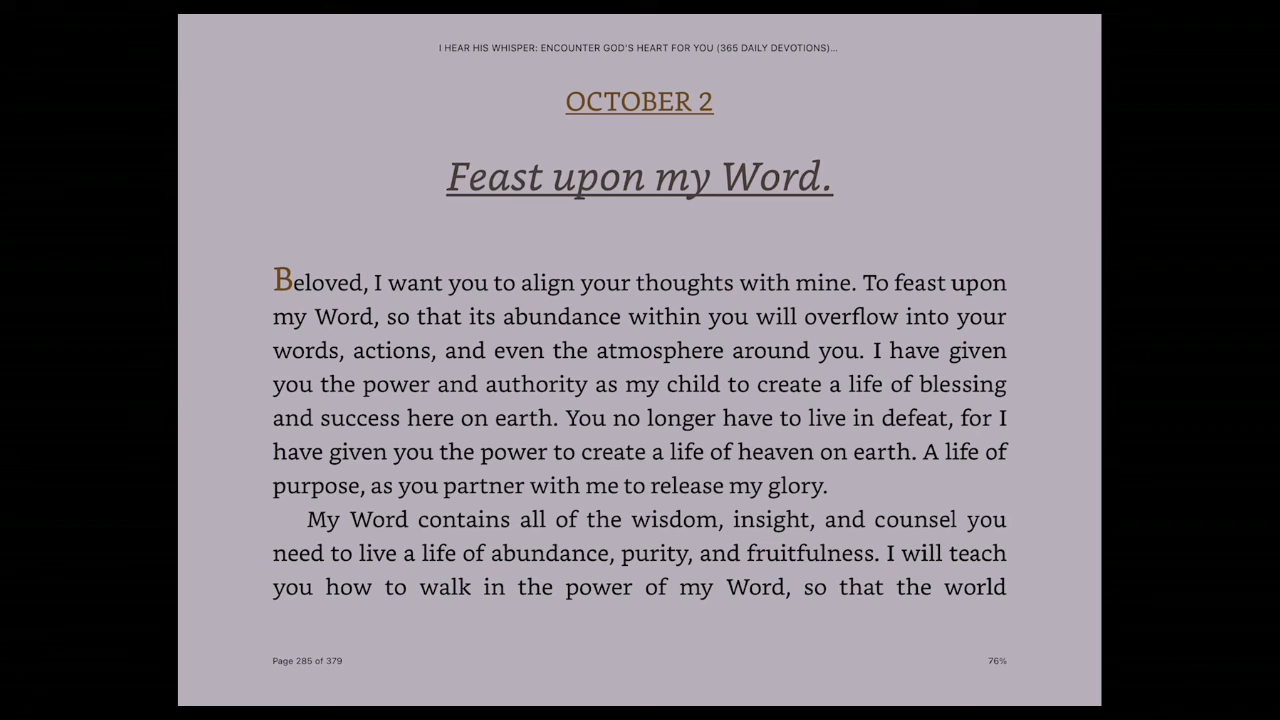 I HEAR HIS WHISPER: ENCOUNTER GOD'S HEART FOR YOU (365 DAILY DEVOTIONS)...
OCTOBER 2
Feast upon my Word.
Beloved, I want you to align your thoughts with mine. To feast upon
my Word, so that its abundance within you will overflow into your
words, actions, and even the atmosphere around you. I have given
you the power and authority as my child to create a life of blessing
and success here on earth. You no longer have to live in defeat, for I
have given you the power to create a life of heaven on earth. A life of
purpose, as you partner with me to release my glory.
My Word contains all of the wisdom, insight, and counsel you
need to live a life of abundance, purity, and fruitfulness. I will teach
you how to walk in the power of my Word, so that the world
Page 285 of 379
76%